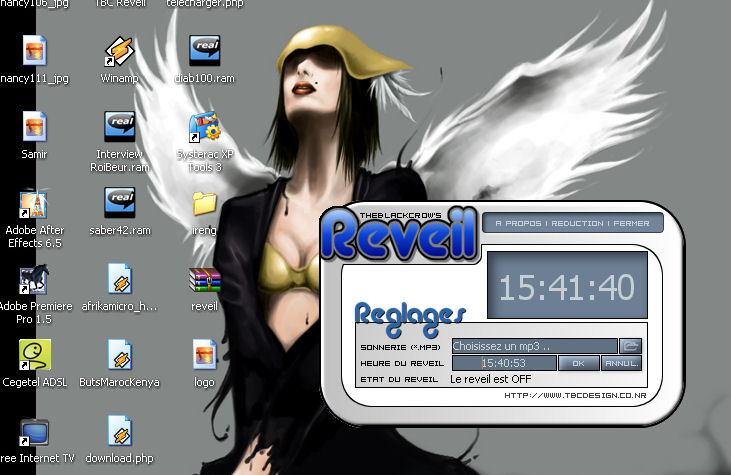 nancy106_jpg
TBC Reveil
telecharger.php
nancy111_jpg
Winamp
diab100.ram
Samir
Interview
RoiBeur.ram
Systerac XP
Tools 3
Adobe After
Effects 6.5
saber42.ram
ireng
Adobe Premiere
Pro 1.5
afrikamicro_h...
reveil
Cegetel ADSL
ButsMarocKenya
logo
ree Internet TV
download.php
real
real
real
THEBLACKCROW'S
Reveil
A PROPOS | REDUCTION | FERMER
15:41:40
Reglages
SONNERIE (*.MP3) Choisissez un mp3 ..
HEURE DU REVEIL 15:40:53 OK ANNUL.
ETAT DU REVEIL Le reveil est OFF
HTTP://WWW.TBCDESIGN.CO.NR